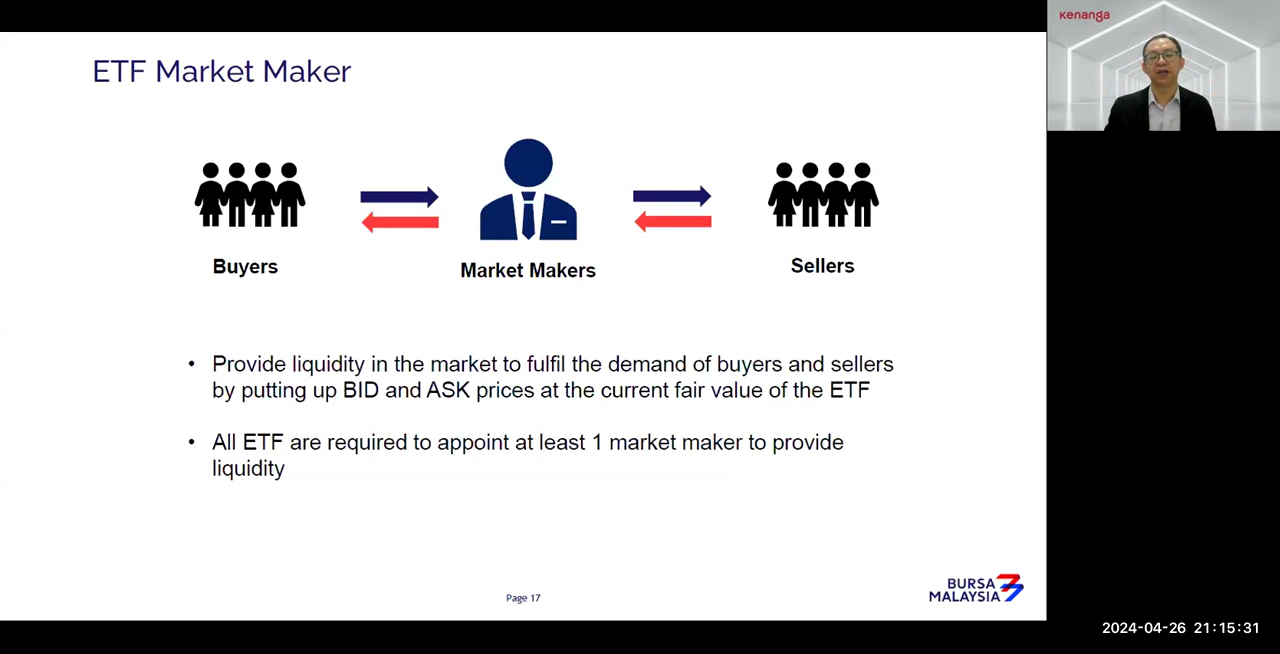 ETF Market Maker
Buyers
Market Makers
Sellers
• Provide liquidity in the market to fulfil the demand of buyers and sellers
by putting up BID and ASK prices at the current fair value of the ETF
• All ETF are required to appoint at least 1 market maker to provide
liquidity
Page 17
BURSA
MALAYSIA
kenanga
2024-04-26 21:15:31